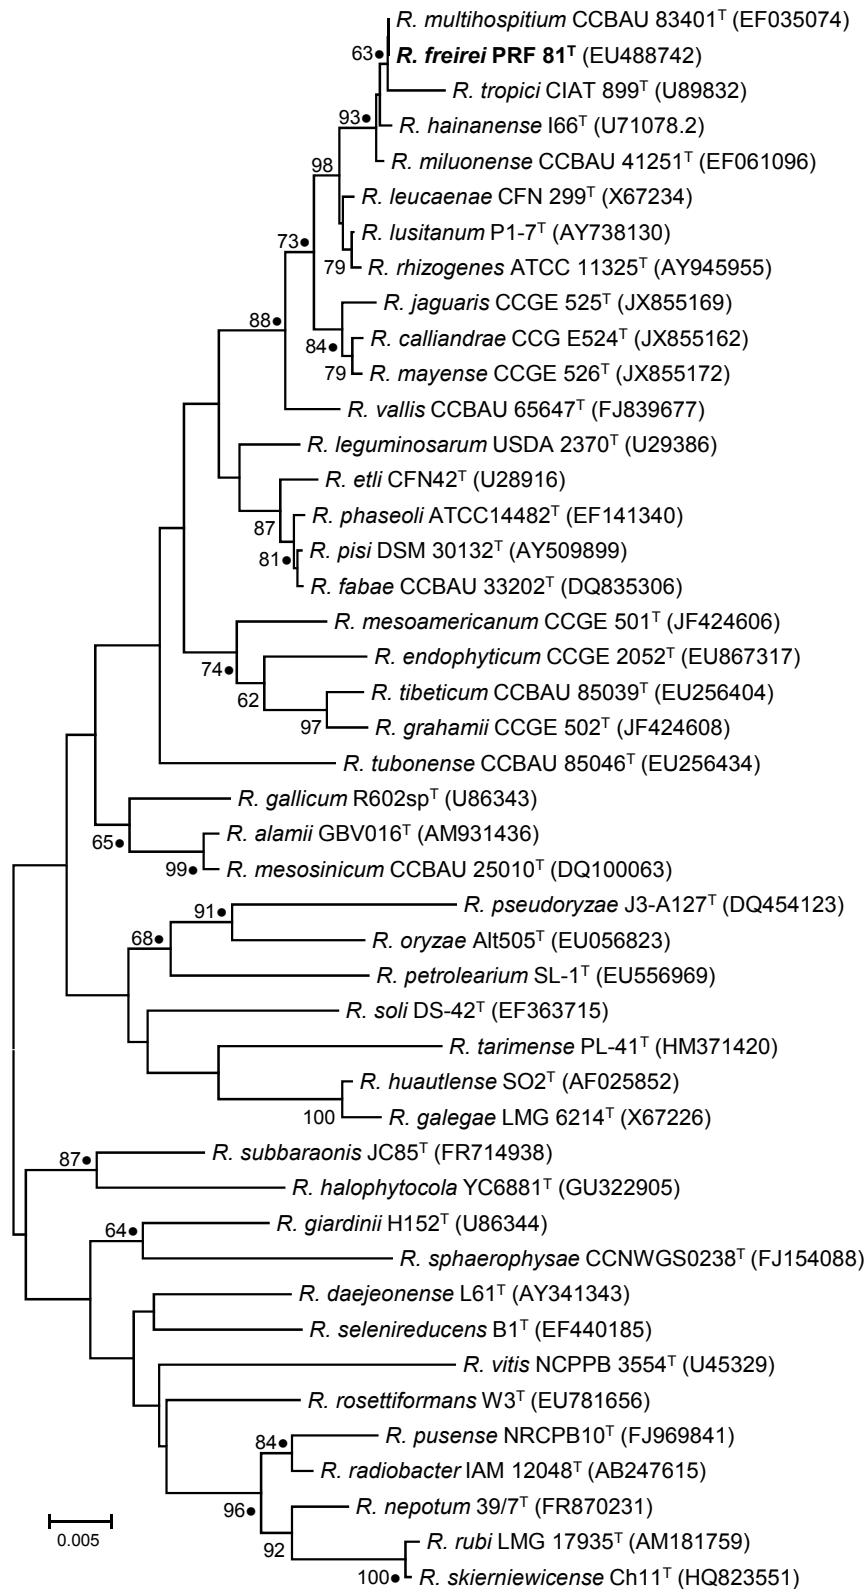 R. multihospitium CCBAU 83401ᵀ (EF035074)
63● R. freirei PRF 81ᵀ (EU488742)
R. tropici CIAT 899ᵀ (U89832)
93● R. hainanense I66ᵀ (U71078.2)
R. miluonense CCBAU 41251ᵀ (EF061096)
98
R. leucaenae CFN 299ᵀ (X67234)
73● R. lusitanum P1-7ᵀ (AY738130)
79 R. rhizogenes ATCC 11325ᵀ (AY945955)
R. jaguaris CCGE 525ᵀ (JX855169)
88●
84● R. calliandrae CCG E524ᵀ (JX855162)
79 R. mayense CCGE 526ᵀ (JX855172)
R. vallis CCBAU 65647ᵀ (FJ839677)
R. leguminosarum USDA 2370ᵀ (U29386)
R. etli CFN42ᵀ (U28916)
87 R. phaseoli ATCC14482ᵀ (EF141340)
81● R. pisi DSM 30132ᵀ (AY509899)
R. fabae CCBAU 33202ᵀ (DQ835306)
R. mesoamericanum CCGE 501ᵀ (JF424606)
74● R. endophyticum CCGE 2052ᵀ (EU867317)
62 R. tibeticum CCBAU 85039ᵀ (EU256404)
97 R. grahamii CCGE 502ᵀ (JF424608)
R. tubonense CCBAU 85046ᵀ (EU256434)
R. gallicum R602spᵀ (U86343)
65● R. alamii GBV016ᵀ (AM931436)
99● R. mesosinicum CCBAU 25010ᵀ (DQ100063)
91● R. pseudoryzae J3-A127ᵀ (DQ454123)
68● R. oryzae Alt505ᵀ (EU056823)
R. petrolearium SL-1ᵀ (EU556969)
R. soli DS-42ᵀ (EF363715)
R. tarimense PL-41ᵀ (HM371420)
R. huautlense SO2ᵀ (AF025852)
100 R. galegae LMG 6214ᵀ (X67226)
87● R. subbaraonis JC85ᵀ (FR714938)
R. halophytocola YC6881ᵀ (GU322905)
64● R. giardinii H152ᵀ (U86344)
R. sphaerophysae CCNWGS0238ᵀ (FJ154088)
R. daejeonense L61ᵀ (AY341343)
R. selenireducens B1ᵀ (EF440185)
R. vitis NCPPB 3554ᵀ (U45329)
R. rosettiformans W3ᵀ (EU781656)
84● R. pusense NRCPB10ᵀ (FJ969841)
R. radiobacter IAM 12048ᵀ (AB247615)
96● R. nepotum 39/7ᵀ (FR870231)
92 R. rubi LMG 17935ᵀ (AM181759)
100● R. skierniewicense Ch11ᵀ (HQ823551)
0.005